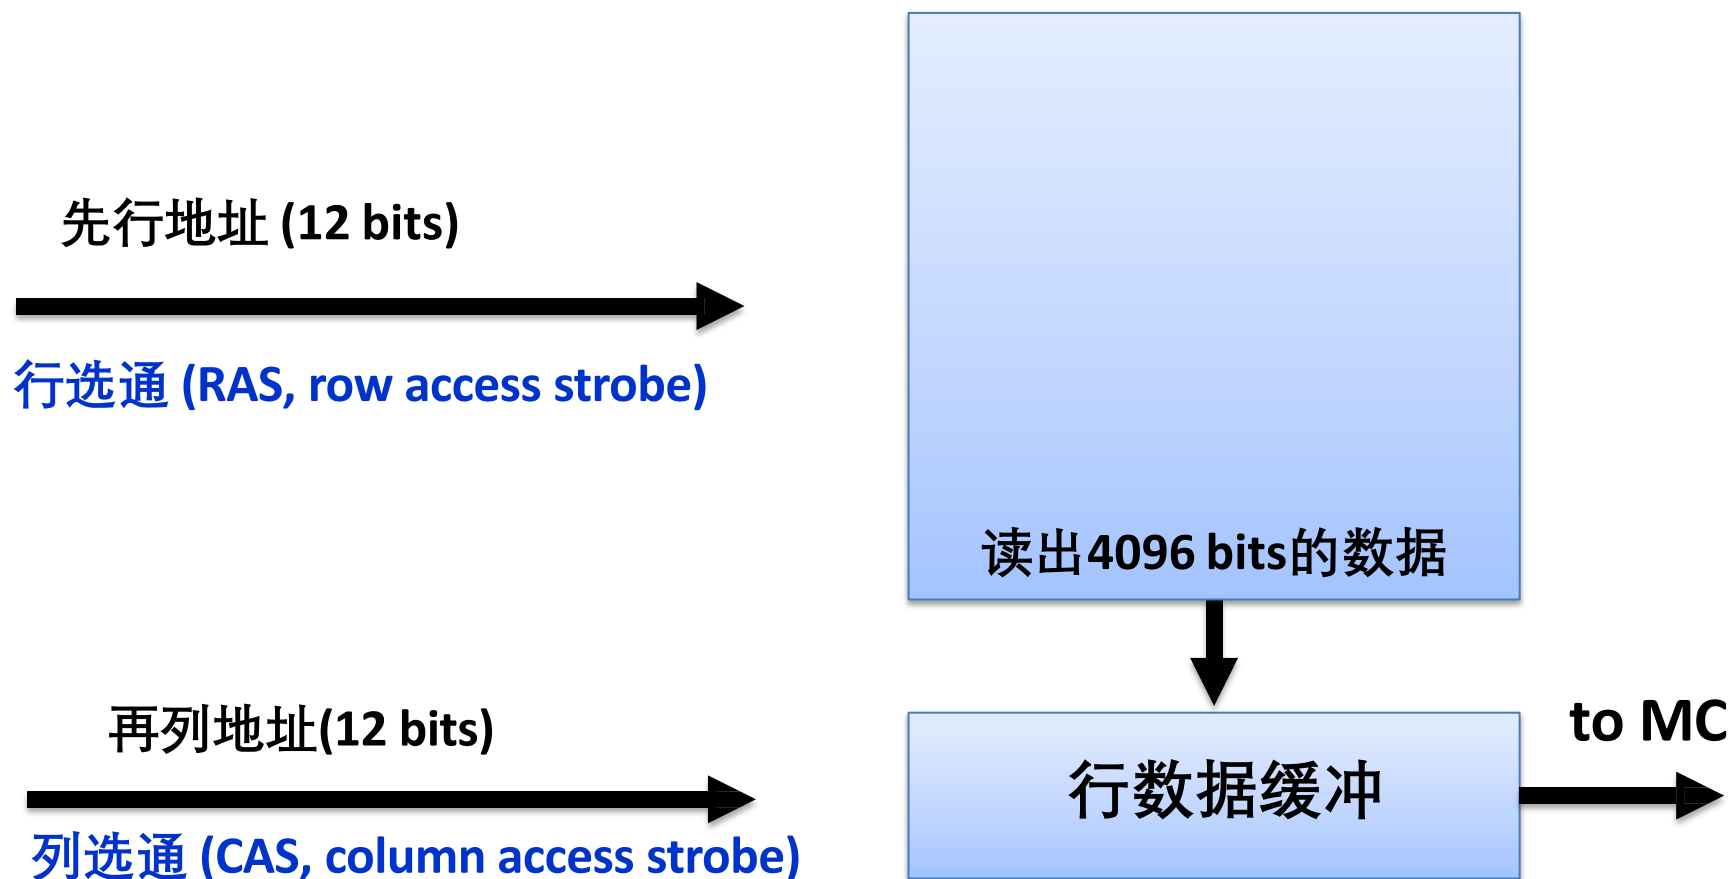 先行地址 (12 bits)
行选通 (RAS, row access strobe)
读出4096 bits的数据
再列地址(12 bits)
列选通 (CAS, column access strobe)
行数据缓冲
to MC